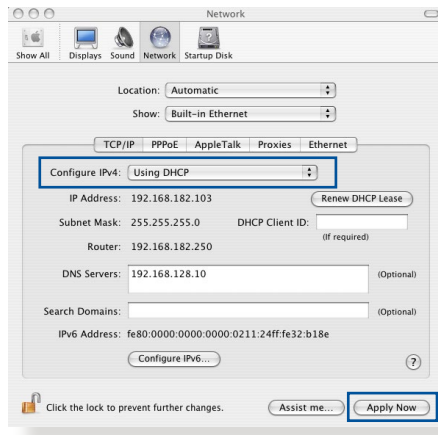 Network
Show All Displays Sound Network Startup Disk
Location: Automatic
Show: Built-in Ethernet
TCP/IP PPPoE AppleTalk Proxies Ethernet
Configure IPv4: Using DHCP
IP Address: 192.168.182.103 Renew DHCP Lease
Subnet Mask: 255.255.255.0 DHCP Client ID:
(If required)
Router: 192.168.182.250
DNS Servers: 192.168.128.10 (Optional)
Search Domains: (Optional)
IPv6 Address: fe80:0000:0000:0000:0211:24ff:fe32:b18e
Configure IPv6... ?
Click the lock to prevent further changes. Assist me... Apply Now